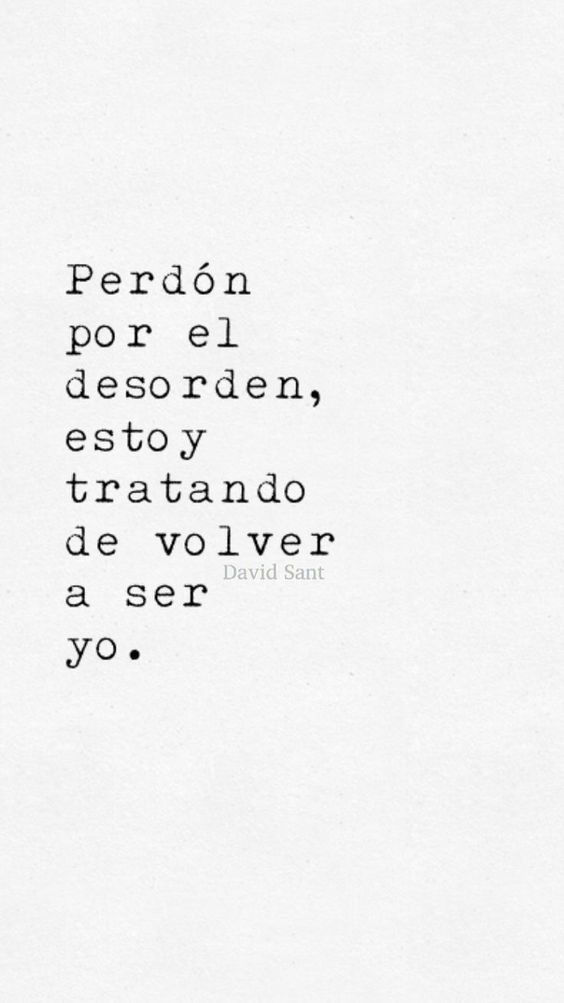 Perdón
por el
desorden,
estoy
tratando
de volver
David Sant
a ser
yo.